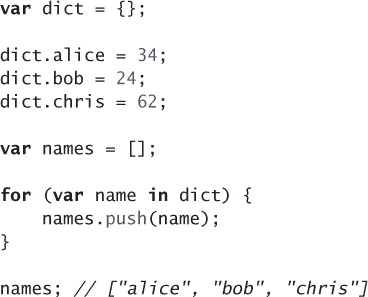 var dict = {};
dict.alice = 34;
dict.bob = 24;
dict.chris = 62;
var names = [];
for (var name in dict) {
    names.push(name);
}
names; // ["alice", "bob", "chris"]